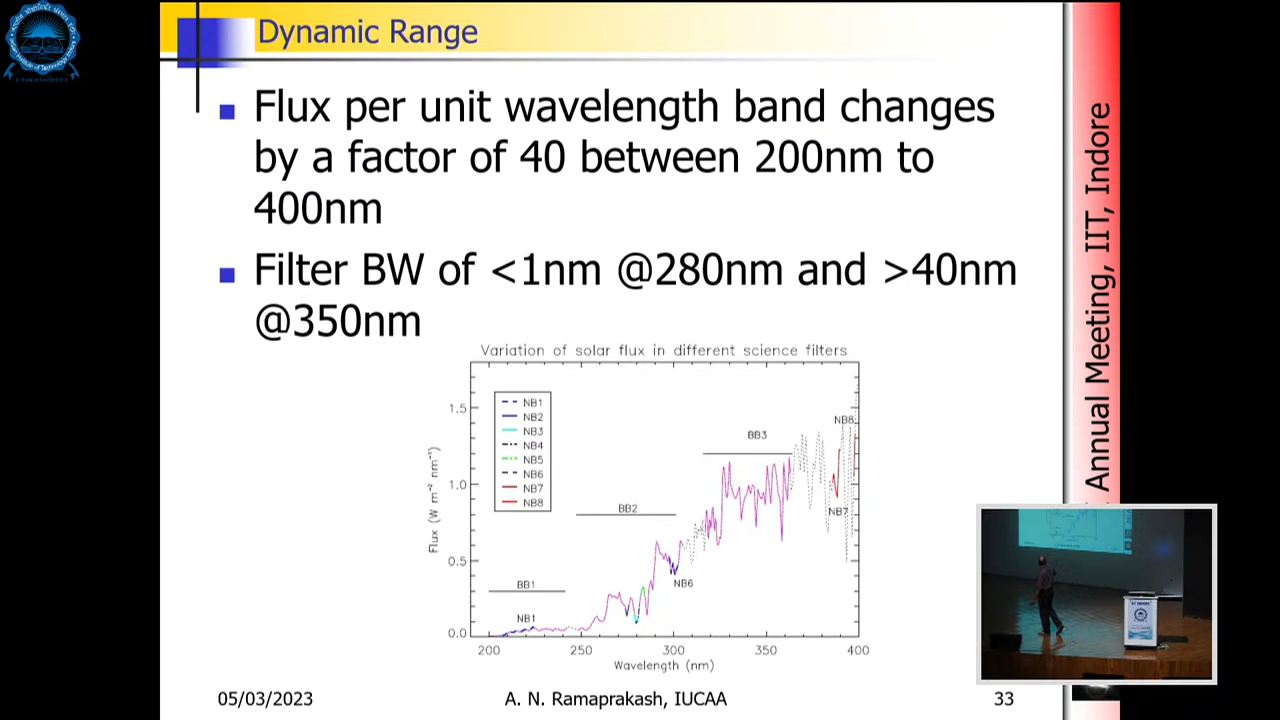 Dynamic Range
Flux per unit wavelength band changes
by a factor of 40 between 200nm to
400nm
Filter BW of <1nm @280nm and >40nm
@350nm
Variation of solar flux in different science filters
NB1
NB2
NB3
NB4
NB5
NB6
NB7
NB8
1.5
1.0
0.5
0.0
Flux (W m⁻² nm⁻¹)
BB1
NB1
BB2
NB6
BB3
NB8
NB7
200 250 300 350 400
Wavelength (nm)
05/03/2023 A. N. Ramaprakash, IUCAA 33
Annual Meeting, IIT, Indore